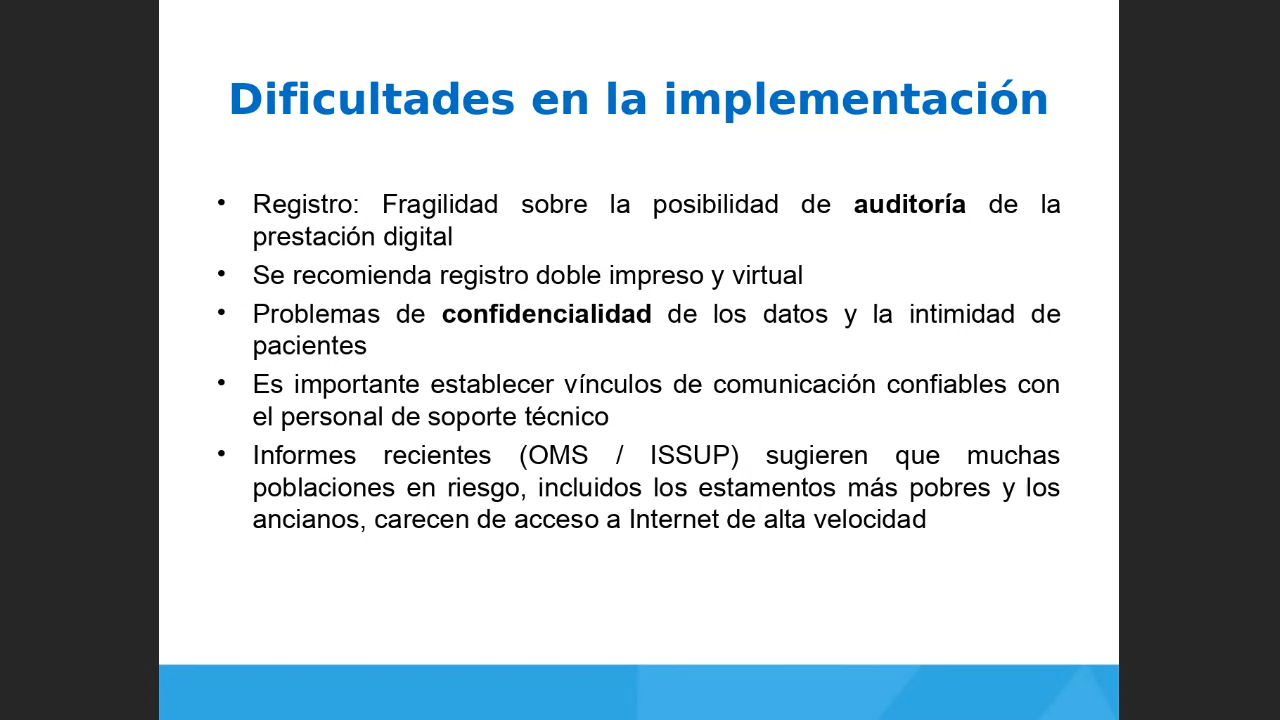 Dificultades en la implementación
• Registro: Fragilidad sobre la posibilidad de auditoría de la
prestación digital
• Se recomienda registro doble impreso y virtual
• Problemas de confidencialidad de los datos y la intimidad de
pacientes
• Es importante establecer vínculos de comunicación confiables con
el personal de soporte técnico
• Informes recientes (OMS / ISSUP) sugieren que muchas
poblaciones en riesgo, incluidos los estamentos más pobres y los
ancianos, carecen de acceso a Internet de alta velocidad